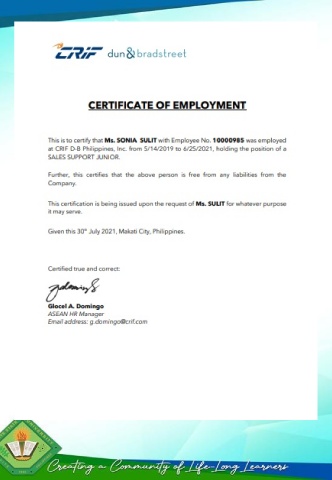 CRIF dun & bradstreet
CERTIFICATE OF EMPLOYMENT
This is to certify that Ms. SONIA SULIT with Employee No. 10000985 was employed
at CRIF D-B Philippines, Inc. from 5/14/2019 to 6/25/2021, holding the position of a
SALES SUPPORT JUNIOR.
Further, this certifies that the above person is free from any liabilities from the
Company.
This certification is being issued upon the request of Ms. SULIT for whatever purpose
it may serve.
Given this 30th July 2021, Makati City, Philippines.
Certified true and correct:
Glocel A. Domingo
ASEAN HR Manager
Email address: g.domingo@crif.com
Creating a Community of Life-Long Learners